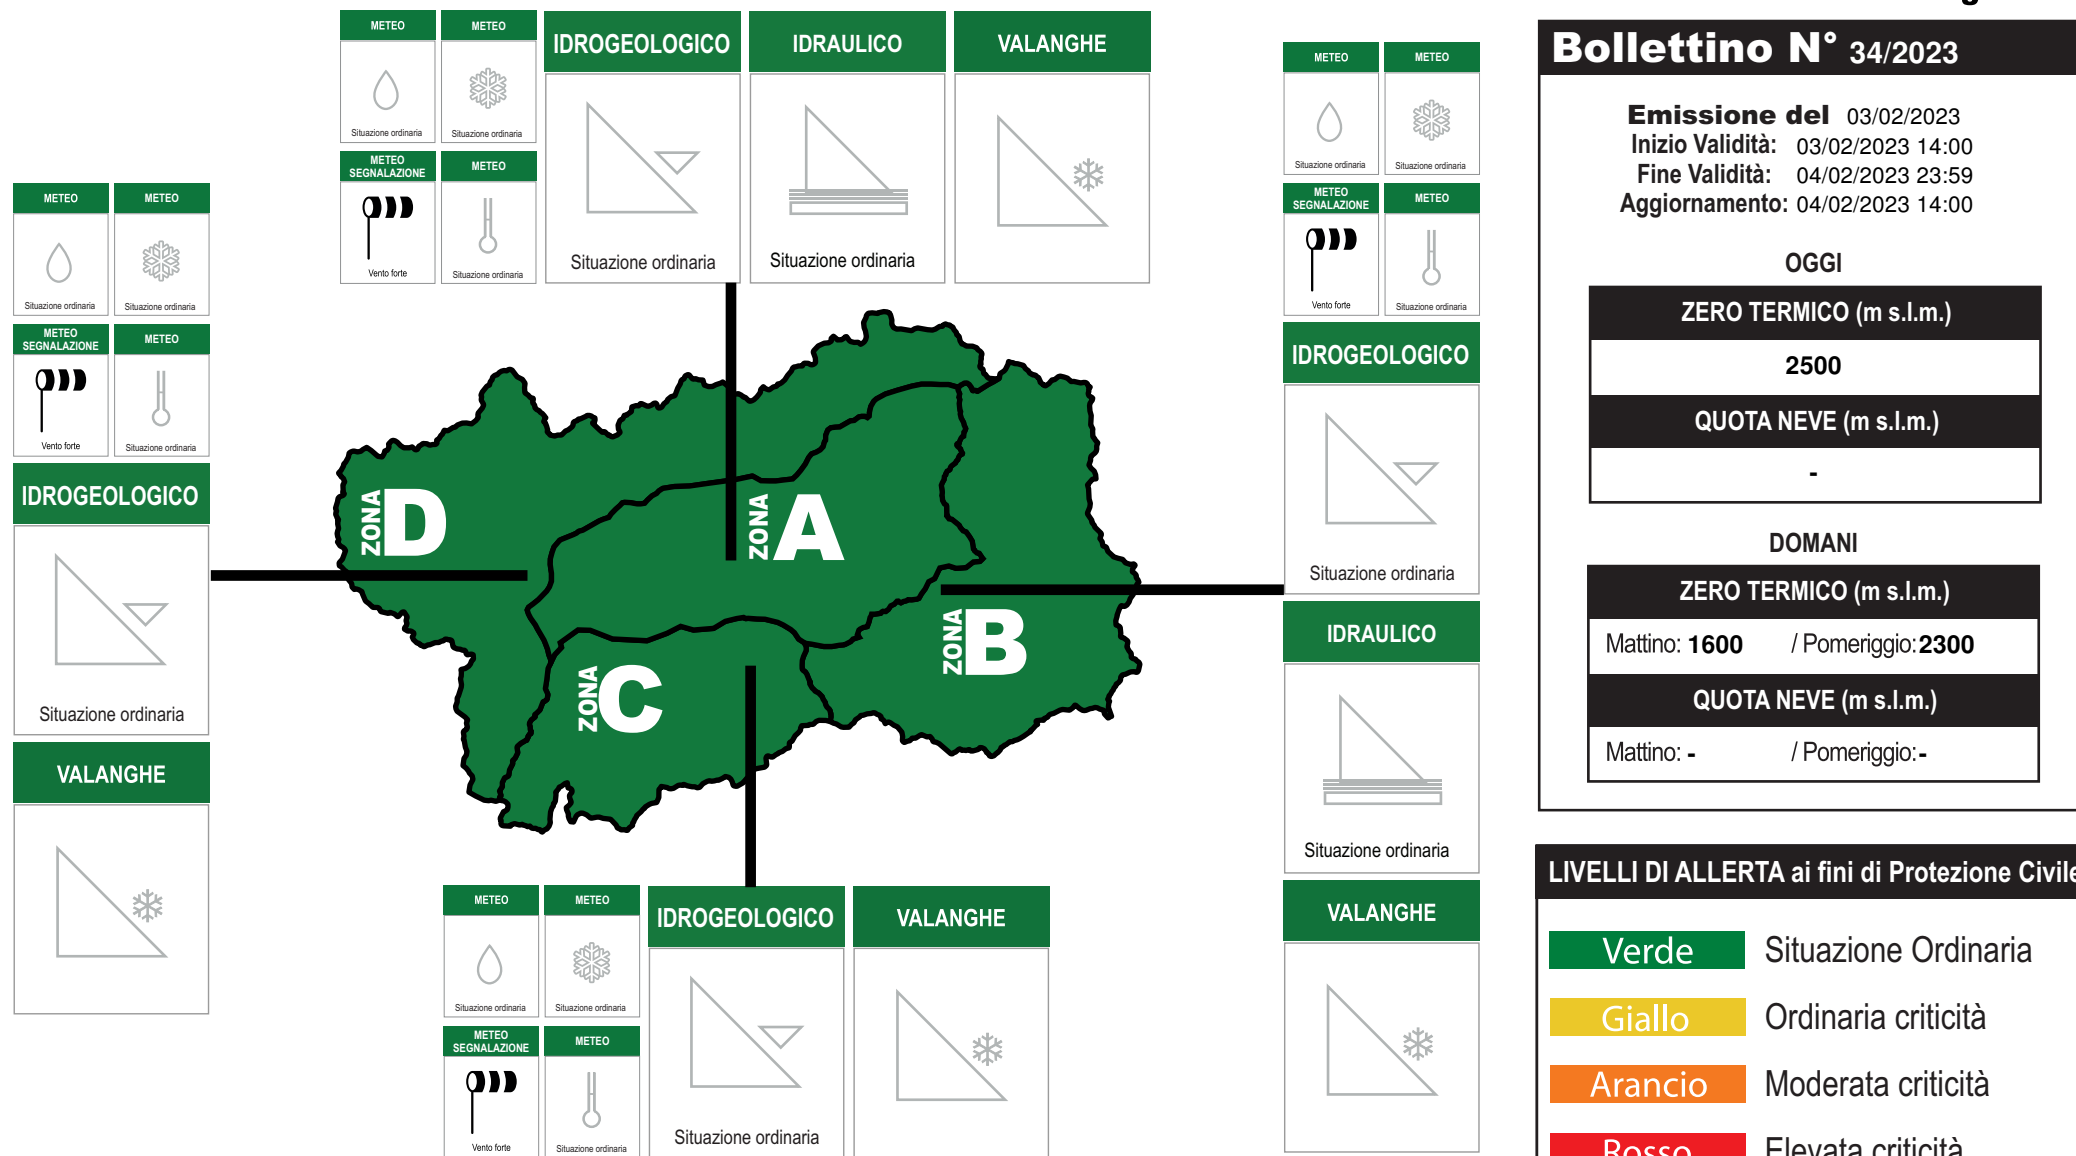 METEO
METEO
Situazione ordinaria
Situazione ordinaria
METEO
SEGNALAZIONE
METEO
Vento forte
Situazione ordinaria
IDROGEOLOGICO
Situazione ordinaria
IDRAULICO
Situazione ordinaria
VALANGHE
METEO
METEO
Situazione ordinaria
Situazione ordinaria
METEO
SEGNALAZIONE
METEO
Vento forte
Situazione ordinaria
IDROGEOLOGICO
Situazione ordinaria
VALANGHE
ZONA D
ZONA A
ZONA B
ZONA C
METEO
METEO
Situazione ordinaria
Situazione ordinaria
METEO
SEGNALAZIONE
METEO
Vento forte
Situazione ordinaria
IDROGEOLOGICO
Situazione ordinaria
IDRAULICO
Situazione ordinaria
VALANGHE
METEO
METEO
Situazione ordinaria
Situazione ordinaria
METEO
SEGNALAZIONE
METEO
Vento forte
Situazione ordinaria
IDROGEOLOGICO
Situazione ordinaria
VALANGHE
Bollettino N° 34/2023
Emissione del 03/02/2023
Inizio Validità: 03/02/2023 14:00
Fine Validità: 04/02/2023 23:59
Aggiornamento: 04/02/2023 14:00
OGGI
ZERO TERMICO (m s.l.m.)
2500
QUOTA NEVE (m s.l.m.)
-
DOMANI
ZERO TERMICO (m s.l.m.)
Mattino: 1600 / Pomeriggio: 2300
QUOTA NEVE (m s.l.m.)
Mattino: - / Pomeriggio: -
LIVELLI DI ALLERTA ai fini di Protezione Civile
Verde Situazione Ordinaria
Giallo Ordinaria criticità
Arancio Moderata criticità
Rosso Elevata criticità